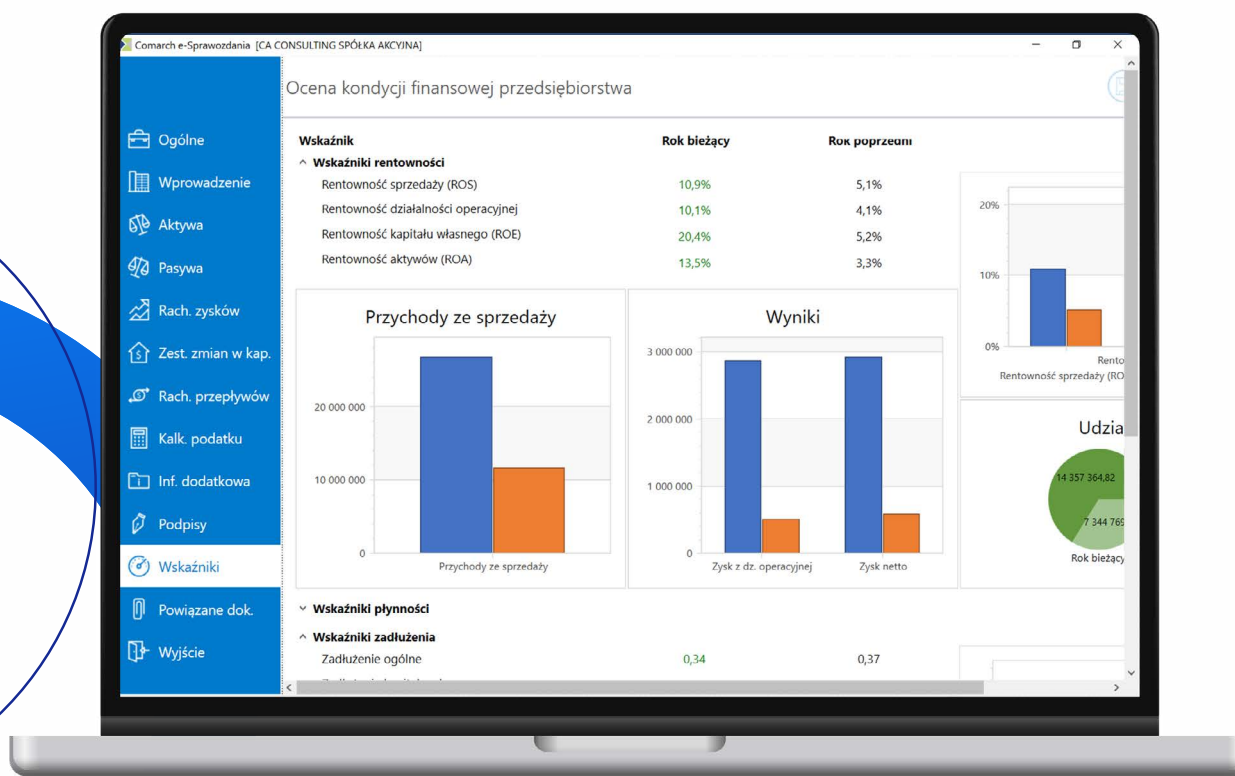 Comarch e-Sprawozdania [CA CONSULTING SPÓŁKA AKCYJNA]
Ocena kondycji finansowej przedsiębiorstwa
Ogólne
Wprowadzenie
Aktywa
Pasywa
Rach. zysków
Zest. zmian w kap.
Rach. przepływów
Kalk. podatku
Inf. dodatkowa
Podpisy
Wskaźniki
Powiązane dok.
Wyjście
Wskaźnik Rok bieżący Rok poprzedni
Wskaźniki rentowności
Rentowność sprzedaży (ROS) 10,9% 5,1%
Rentowność działalności operacyjnej 10,1% 4,1%
Rentowność kapitału własnego (ROE) 20,4% 5,2%
Rentowność aktywów (ROA) 13,5% 3,3%
20%
10%
0%
Rento
Rentowność sprzedaży (RO
Przychody ze sprzedaży
20 000 000
10 000 000
0
Przychody ze sprzedaży
Wyniki
3 000 000
2 000 000
1 000 000
0
Zysk z dz. operacyjnej Zysk netto
Udzia
14 357 364,82
7 344 769
Rok bieżący
Wskaźniki płynności
Wskaźniki zadłużenia
Zadłużenie ogólne 0,34 0,37